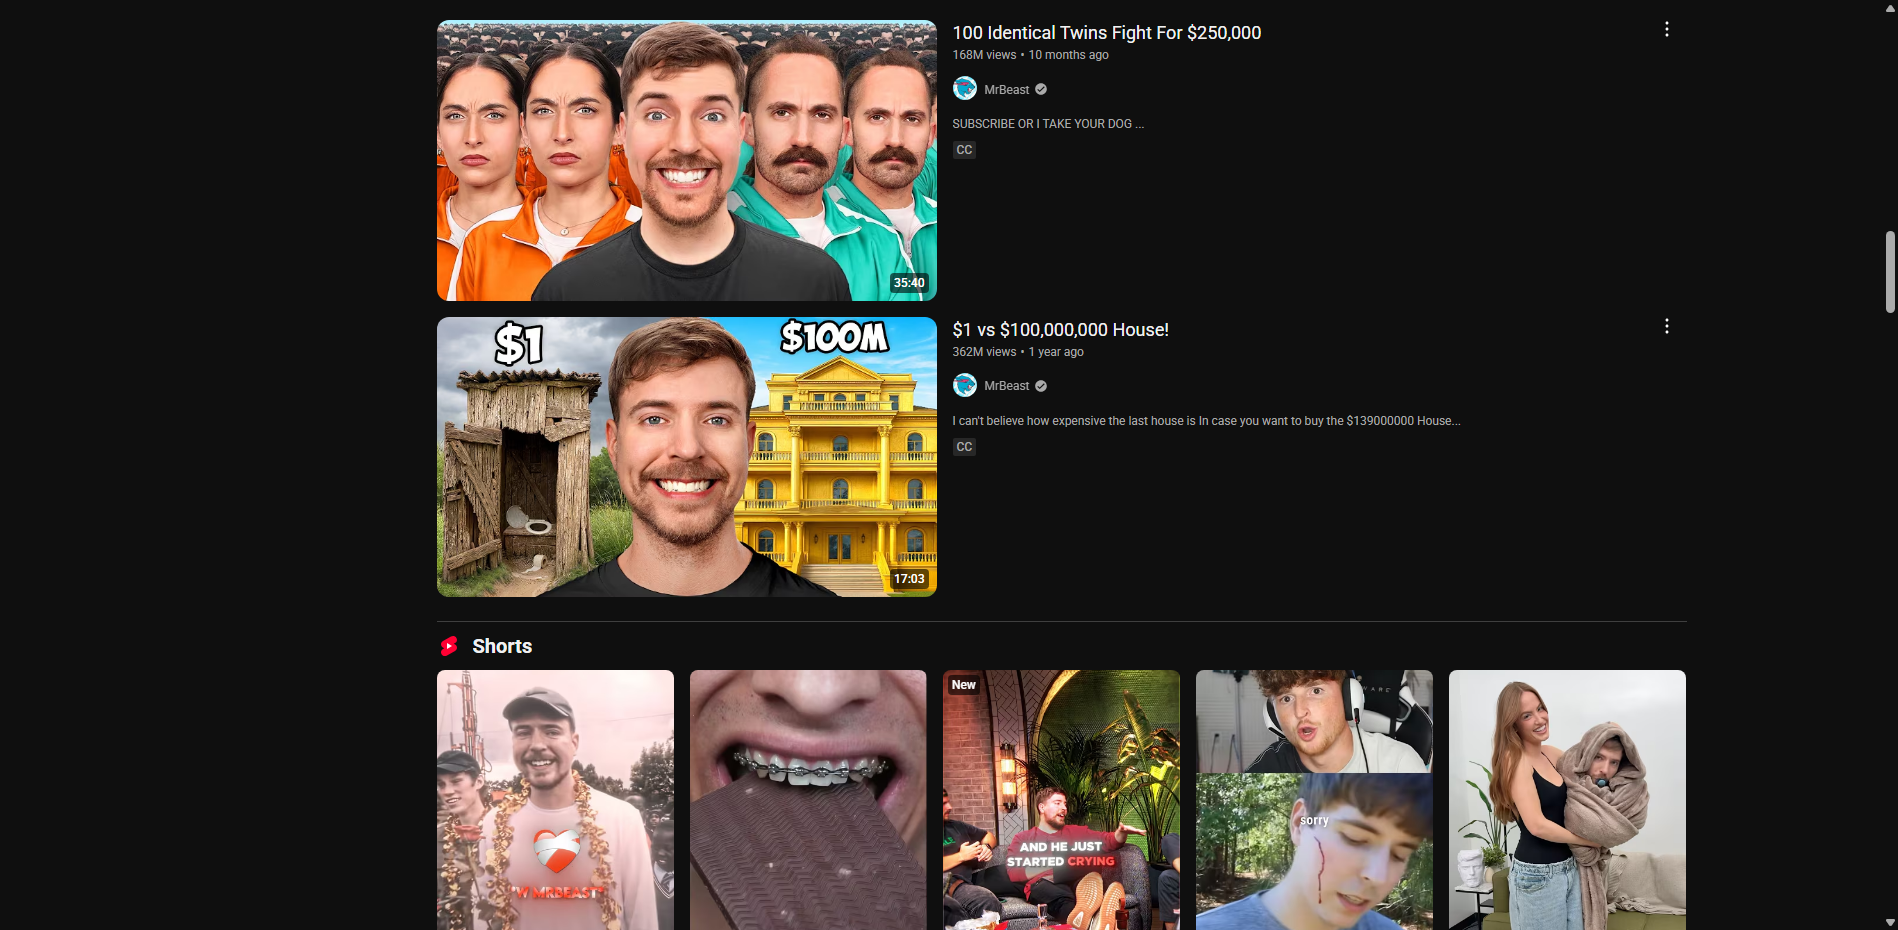 100 Identical Twins Fight For $250,000
168M views • 10 months ago
MrBeast
SUBSCRIBE OR I TAKE YOUR DOG ...
CC
35:40
$1
$100M
17:03
$1 vs $100,000,000 House!
362M views • 1 year ago
MrBeast
I can't believe how expensive the last house is In case you want to buy the $139000000 House...
CC
Shorts
"W MRBEAST"
New
AND HE JUST
STARTED CRYING
sorry